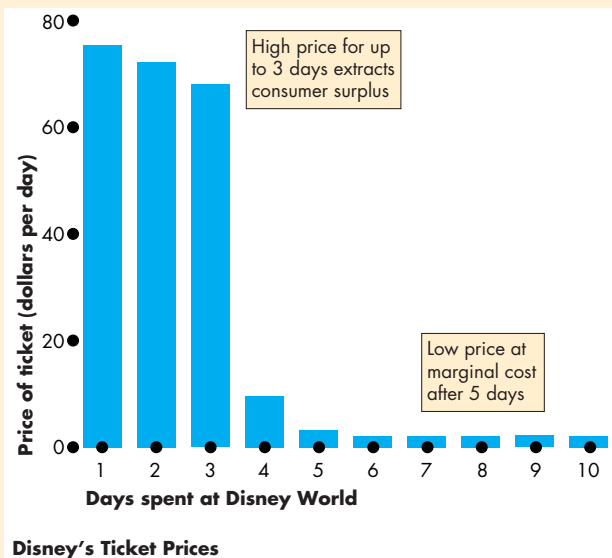 80
60
40
20
0
Price of ticket (dollars per day)
High price for up
to 3 days extracts
consumer surplus
Low price at
marginal cost
after 5 days
1 2 3 4 5 6 7 8 9 10
Days spent at Disney World
Disney's Ticket Prices